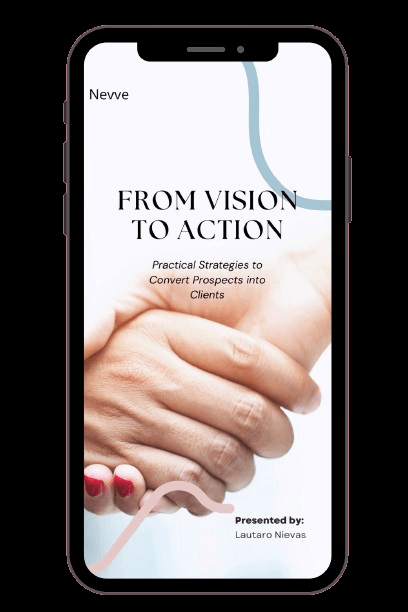 Nevve
FROM VISION
TO ACTION
Practical Strategies to
Convert Prospects into
Clients
Presented by:
Lautaro Nievas